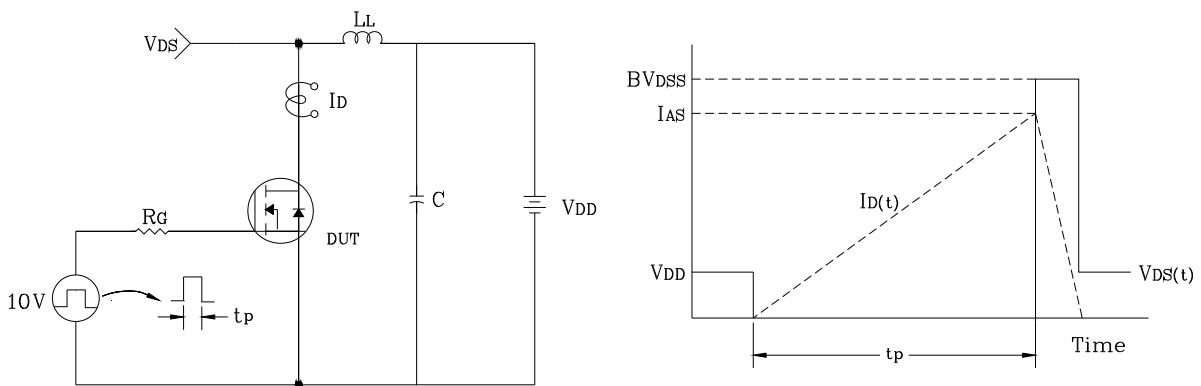 LL
VDS
ID
C
VDD
RG
DUT
10V
tp
BVDSS
IAS
ID(t)
VDD
VDS(t)
tp
Time